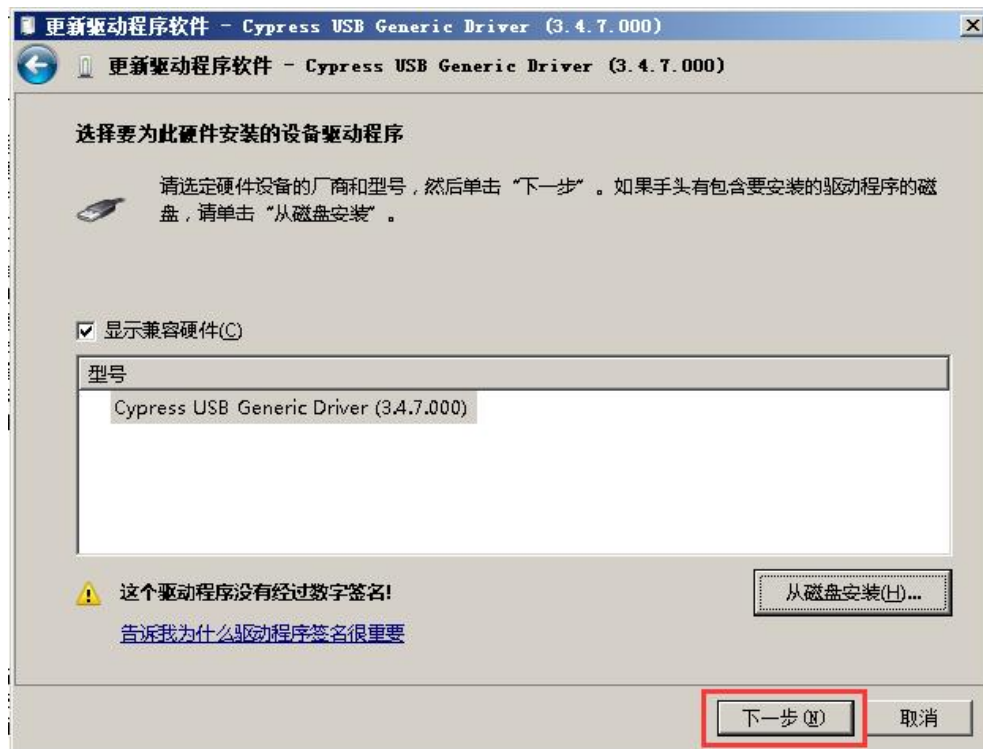 更新驱动程序软件 - Cypress USB Generic Driver (3.4.7.000)
更新驱动程序软件 - Cypress USB Generic Driver (3.4.7.000)
选择要为此硬件安装的设备驱动程序
请选定硬件设备的厂商和型号，然后单击“下一步”。如果手头有包含要安装的驱动程序的磁
盘，请单击“从磁盘安装”。
显示兼容硬件(C)
型号
Cypress USB Generic Driver (3.4.7.000)
这个驱动程序没有经过数字签名!
从磁盘安装(H)...
告诉我为什么驱动程序签名很重要
下一步(N) 取消